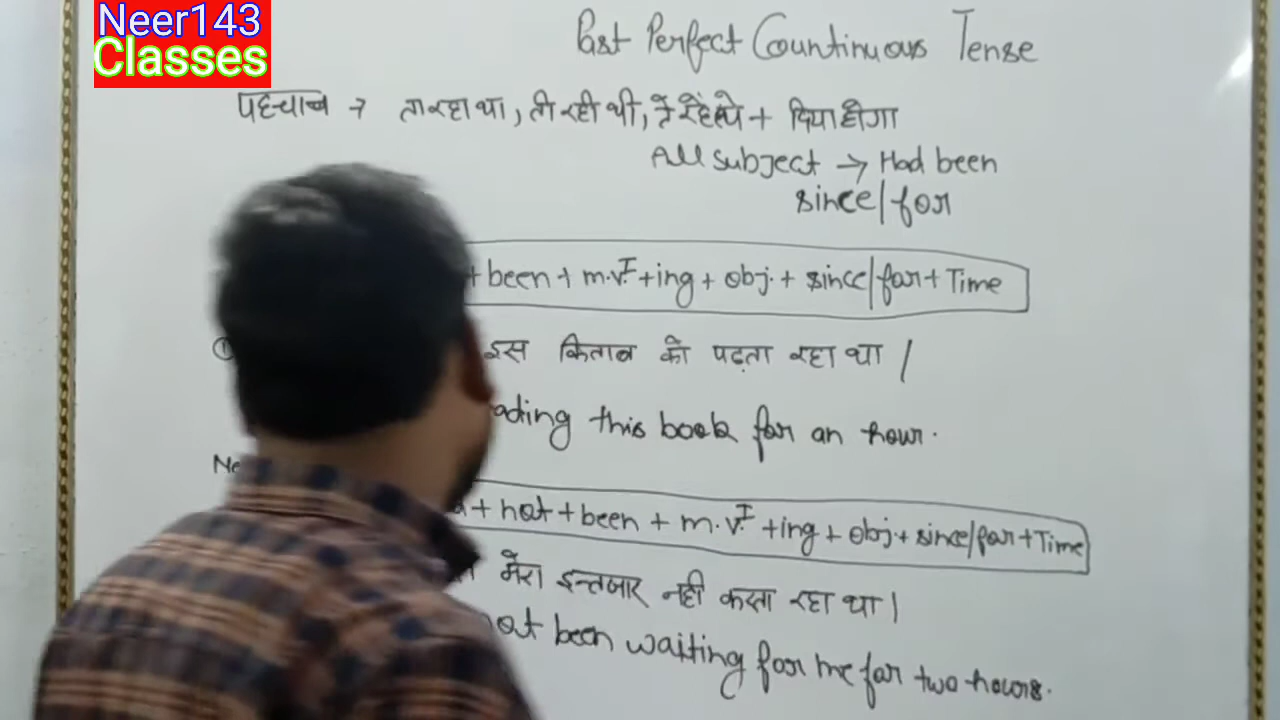 Neer143
Classes
Past Perfect Countinuous Tense
पहचान → ता रहा था, ती रही थी, ते रहे थे + दिया होगा
All subject → Had been
since/for
+ been + m.v.I + ing + obj. + since/for + Time
इस किताब को पढ़ता रहा था |
ading this book for an hour.
Ne
+ not + been + m.v.I + ing + obj. + since/for + Time
मेरा इन्तजार नही करता रहा था |
not been waiting for me for two hours.